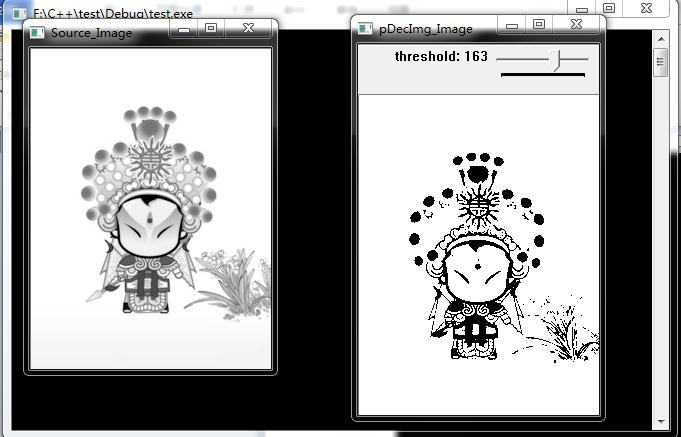 F:\C++\test\Debug\test.exe
Source_Image
pDecImg_Image
threshold: 163